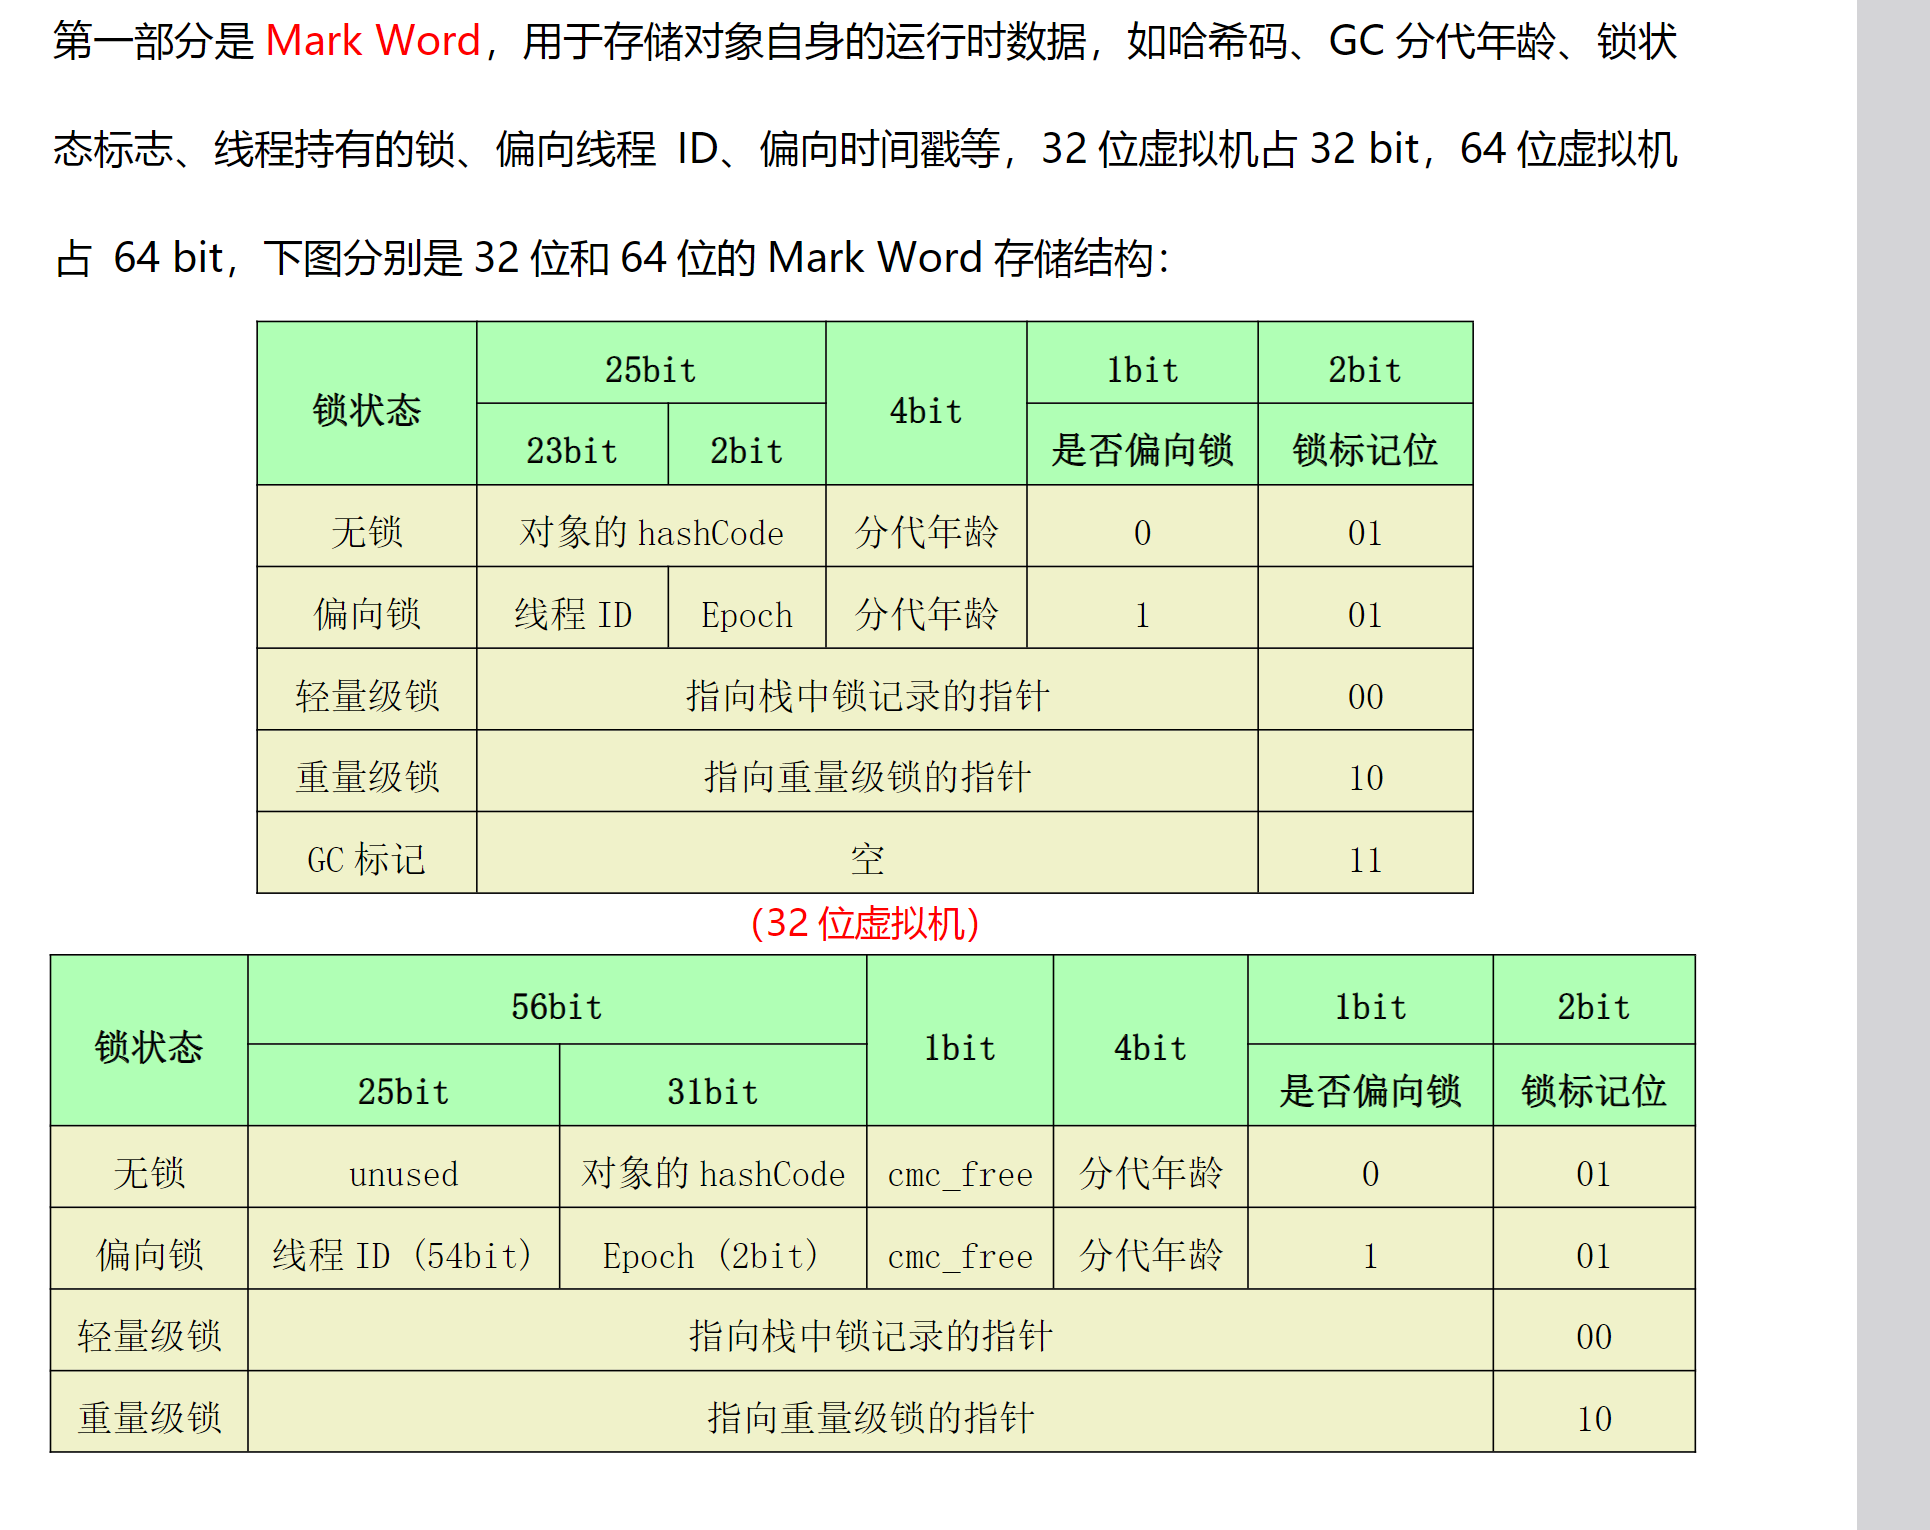 第一部分是 Mark Word，用于存储对象自身的运行时数据，如哈希码、GC 分代年龄、锁状
态标志、线程持有的锁、偏向线程 ID、偏向时间戳等，32 位虚拟机占 32 bit，64 位虚拟机
占 64 bit，下图分别是 32 位和 64 位的 Mark Word 存储结构：
锁状态 25bit 4bit 1bit 2bit
23bit 2bit 是否偏向锁 锁标记位
无锁 对象的 hashCode 分代年龄 0 01
偏向锁 线程 ID Epoch 分代年龄 1 01
轻量级锁 指向栈中锁记录的指针 00
重量级锁 指向重量级锁的指针 10
GC 标记 空 11
（32 位虚拟机）
锁状态 56bit 1bit 4bit 1bit 2bit
25bit 31bit 是否偏向锁 锁标记位
无锁 unused 对象的 hashCode cmc_free 分代年龄 0 01
偏向锁 线程 ID (54bit) Epoch (2bit) cmc_free 分代年龄 1 01
轻量级锁 指向栈中锁记录的指针 00
重量级锁 指向重量级锁的指针 10